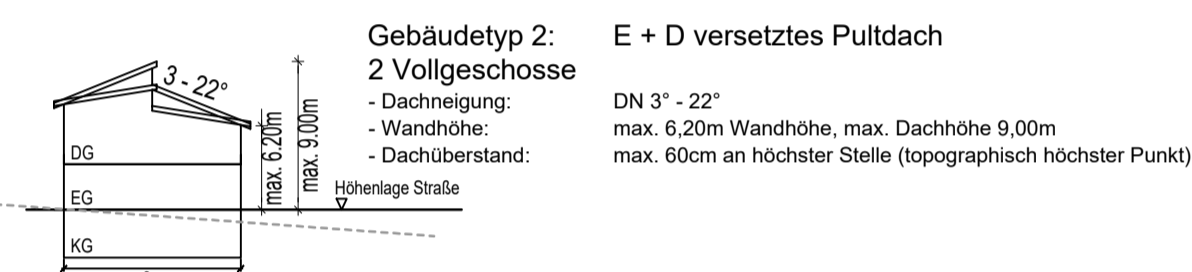 Gebäudetyp 2: E + D versetztes Pultdach
2 Vollgeschosse
- Dachneigung: DN 3° - 22°
- Wandhöhe: max. 6,20m Wandhöhe, max. Dachhöhe 9,00m
- Dachüberstand: max. 60cm an höchster Stelle (topographisch höchster Punkt)
3 - 22°
max. 6.20m
max. 9.00m
DG
EG
KG
Höhenlage Straße